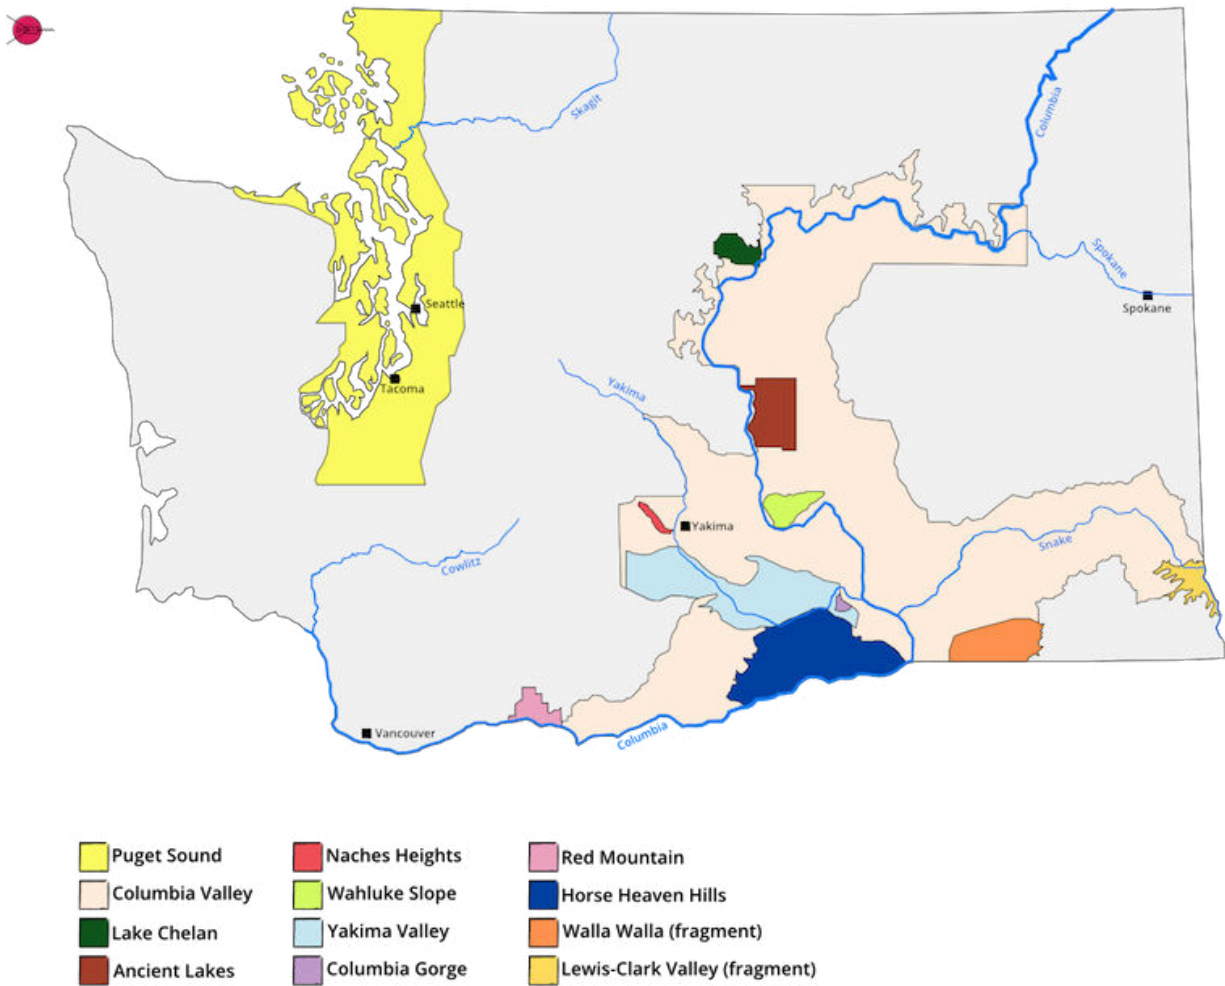 Skagit
Columbia
Spokane
Spokane
Seattle
Tacoma
Yakima
Yakima
Snake
Cowlitz
Vancouver
Columbia
Puget Sound
Naches Heights
Red Mountain
Columbia Valley
Wahluke Slope
Horse Heaven Hills
Lake Chelan
Yakima Valley
Walla Walla (fragment)
Ancient Lakes
Columbia Gorge
Lewis-Clark Valley (fragment)